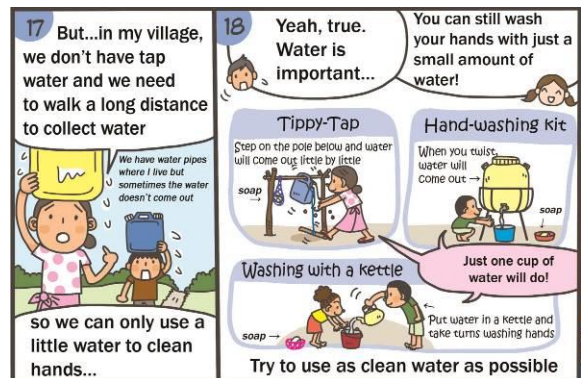 17
But...in my village,
we don't have tap
water and we need
to walk a long distance
to collect water
We have water pipes
where I live but
sometimes the water
doesn't come out
so we can only use a
little water to clean
hands...
18
Yeah, true.
Water is
important...
You can still wash
your hands with just a
small amount of
water!
Tippy-Tap
Step on the pole below and water
will come out little by little
soap
Hand-washing kit
When you twist,
water will
come out
soap
Just one cup of
water will do!
Washing with a kettle
soap
Put water in a kettle and
take turns washing hands
Try to use as clean water as possible